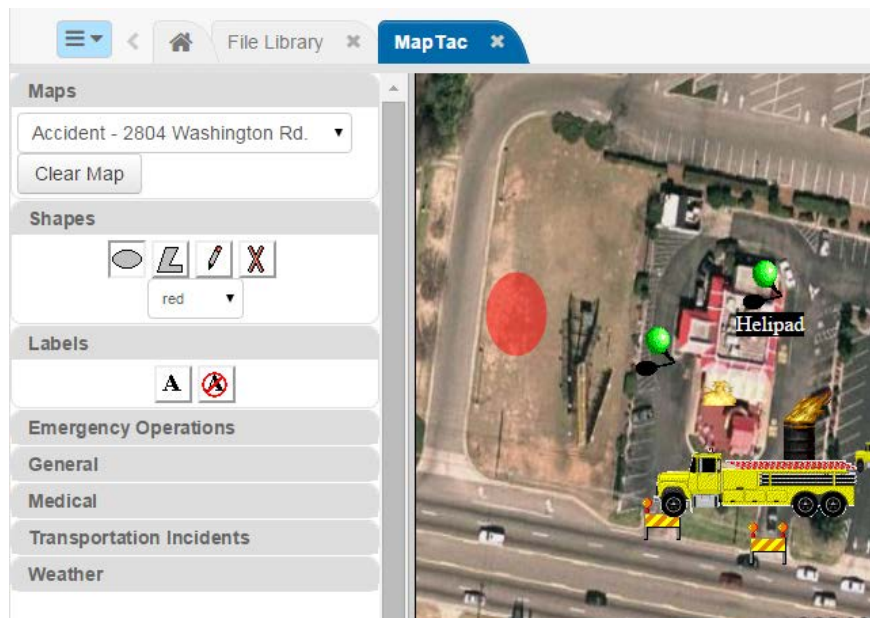 File Library
MapTac
Maps
Accident - 2804 Washington Rd.
Clear Map
Shapes
red
Labels
A
A
Emergency Operations
General
Medical
Transportation Incidents
Weather
Helipad